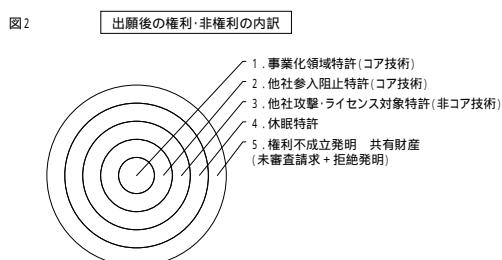 図2
出願後の権利・非権利の内訳
1．事業化領域特許(コア技術)
2．他社参入阻止特許(コア技術)
3．他社攻撃・ライセンス対象特許(非コア技術)
4．休眠特許
5．権利不成立発明　共有財産
(未審査請求+拒絶発明)